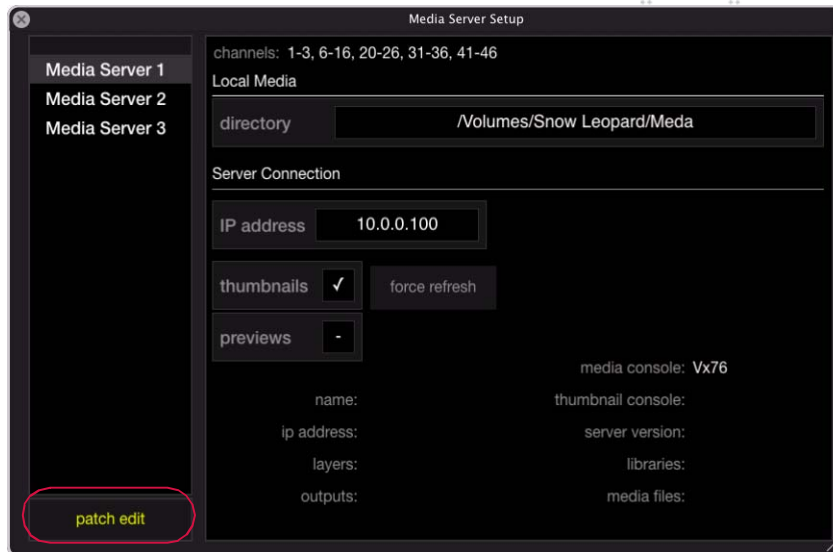 Media Server Setup
Media Server 1
Media Server 2
Media Server 3
patch edit
channels: 1-3, 6-16, 20-26, 31-36, 41-46
Local Media
directory /Volumes/Snow Leopard/Meda
Server Connection
IP address 10.0.0.100
thumbnails ✓ force refresh
previews -
media console: Vx76
name: thumbnail console:
ip address: server version:
layers: libraries:
outputs: media files: